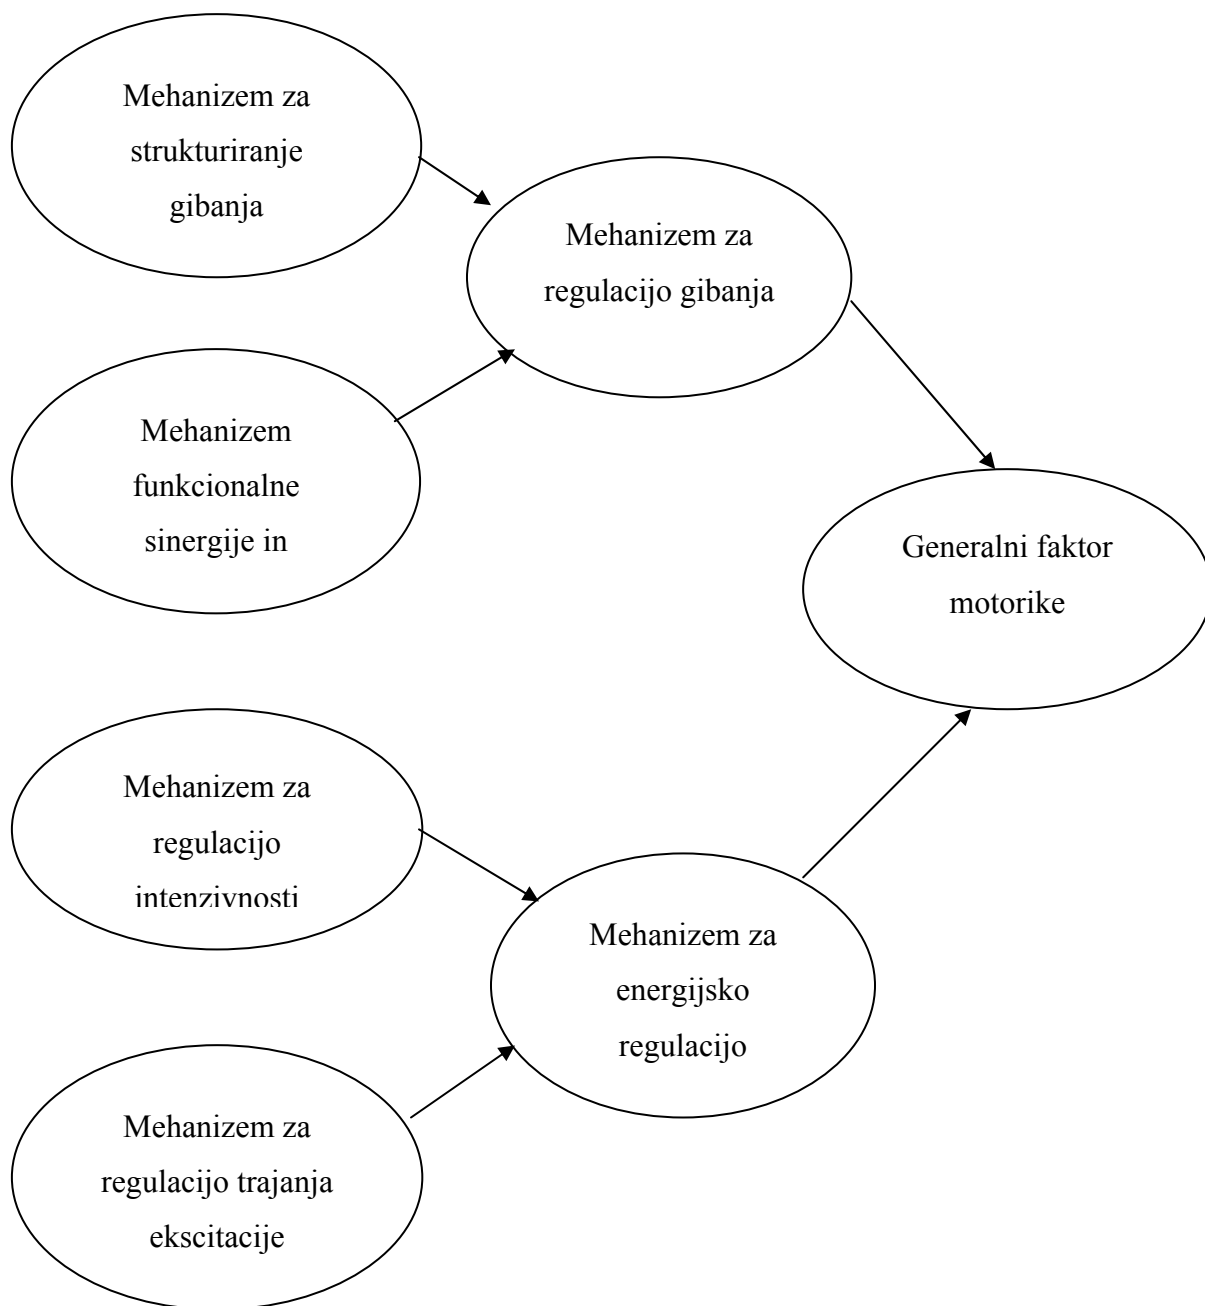 Mehanizem za
strukturiranje
gibanja
Mehanizem za
regulacijo gibanja
Mehanizem
funkcionalne
sinergije in
Generalni faktor
motorike
Mehanizem za
regulacijo
intenzivnosti
Mehanizem za
energijsko
regulacijo
Mehanizem za
regulacijo trajanja
ekscitacije